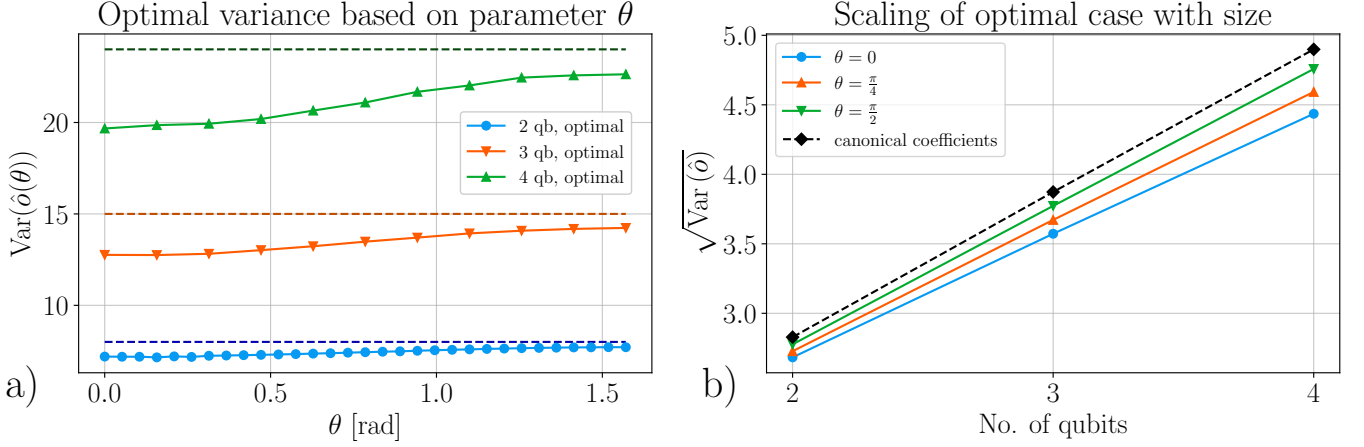 Optimal variance based on parameter θ
Var(ô(θ))
20
15
10
2 qb, optimal
3 qb, optimal
4 qb, optimal
0.0
0.5
1.0
1.5
θ [rad]
a)
Scaling of optimal case with size
√Var (ô)
5.0
4.5
4.0
3.5
3.0
θ = 0
θ = π/4
θ = π/2
canonical coefficients
2
3
4
No. of qubits
b)